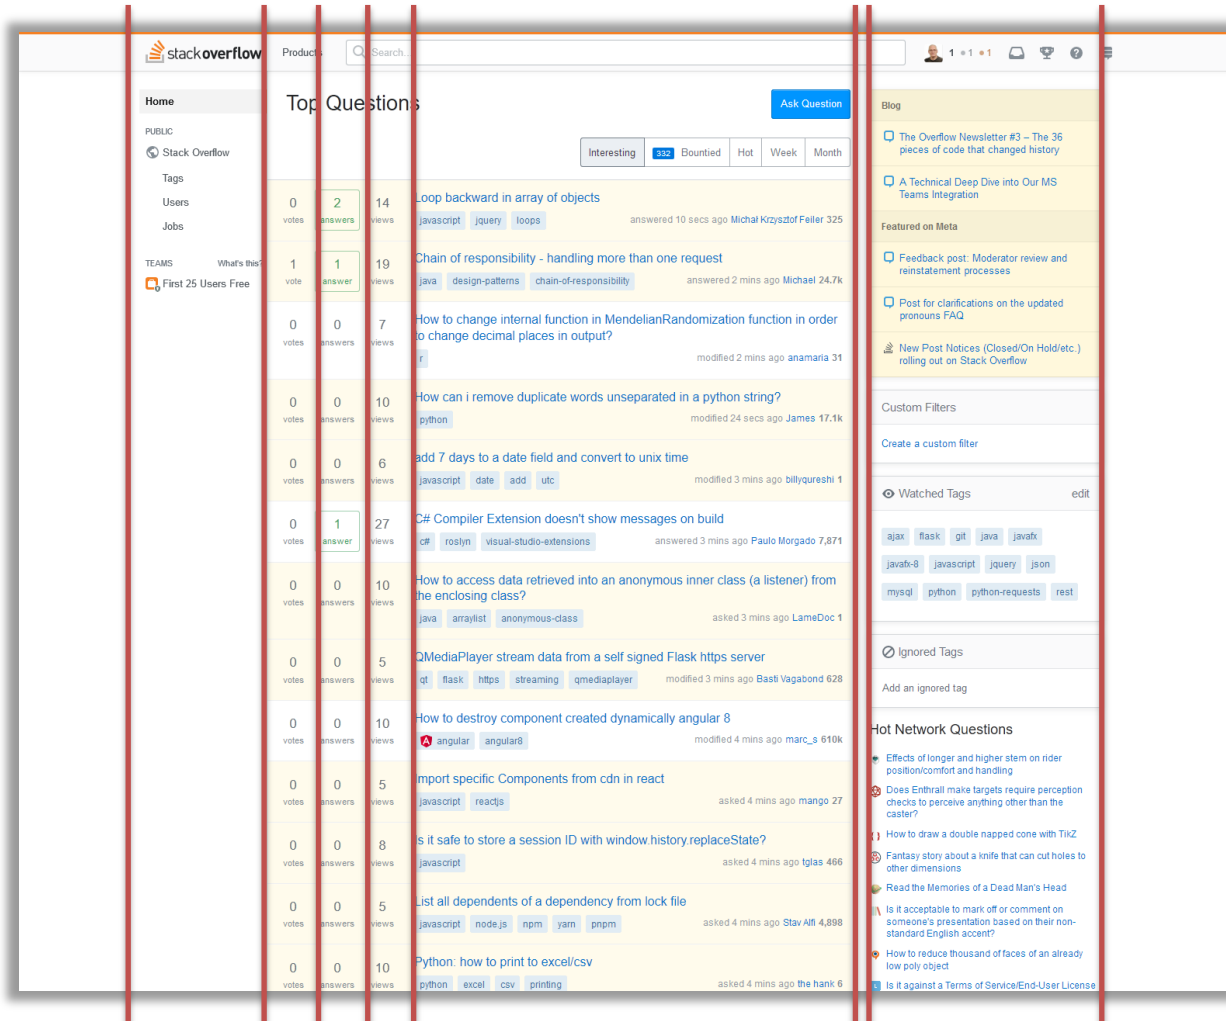 stackoverflow
Products
Search...
1 1 1
Home
PUBLIC
Stack Overflow
Tags
Users
Jobs
TEAMS What's this?
First 25 Users Free
Top Questions
Ask Question
Interesting 332 Bountied Hot Week Month
0 votes 2 answers 14 views
Loop backward in array of objects
javascript jquery loops
answered 10 secs ago Michał Krzysztof Feiler 325
1 vote 1 answer 19 views
Chain of responsibility - handling more than one request
java design-patterns chain-of-responsibility
answered 2 mins ago Michael 24.7k
0 votes 0 answers 7 views
How to change internal function in MendelianRandomization function in order
to change decimal places in output?
r
modified 2 mins ago anamaria 31
0 votes 0 answers 10 views
How can i remove duplicate words unseparated in a python string?
python
modified 24 secs ago James 17.1k
0 votes 0 answers 6 views
add 7 days to a date field and convert to unix time
javascript date add utc
modified 3 mins ago billyqureshi 1
0 votes 1 answer 27 views
C# Compiler Extension doesn't show messages on build
c# roslyn visual-studio-extensions
answered 3 mins ago Paulo Morgado 7,871
0 votes 0 answers 10 views
How to access data retrieved into an anonymous inner class (a listener) from
the enclosing class?
java arraylist anonymous-class
asked 3 mins ago LameDoc 1
0 votes 0 answers 5 views
QMediaPlayer stream data from a self signed Flask https server
qt flask https streaming qmediaplayer
modified 3 mins ago Basti Vagabond 628
0 votes 0 answers 10 views
How to destroy component created dynamically angular 8
angular angular8
modified 4 mins ago marc_s 610k
0 votes 0 answers 5 views
Import specific Components from cdn in react
javascript reactjs
asked 4 mins ago mango 27
0 votes 0 answers 8 views
Is it safe to store a session ID with window.history.replaceState?
javascript
asked 4 mins ago tglas 466
0 votes 0 answers 5 views
List all dependents of a dependency from lock file
javascript node.js npm yarn pnpm
asked 4 mins ago Stav Alfi 4,898
0 votes 0 answers 10 views
Python: how to print to excel/csv
python excel csv printing
asked 4 mins ago the hank 6
Blog
The Overflow Newsletter #3 – The 36
pieces of code that changed history
A Technical Deep Dive into Our MS
Teams Integration
Featured on Meta
Feedback post: Moderator review and
reinstatement processes
Post for clarifications on the updated
pronouns FAQ
New Post Notices (Closed/On Hold/etc.)
rolling out on Stack Overflow
Custom Filters
Create a custom filter
Watched Tags edit
ajax flask git java javafx
javafx-8 javascript jquery json
mysql python python-requests rest
Ignored Tags
Add an ignored tag
Hot Network Questions
Effects of longer and higher stem on rider
position/comfort and handling
Does Enthrall make targets require perception
checks to perceive anything other than the
caster?
How to draw a double napped cone with TikZ
Fantasy story about a knife that can cut holes to
other dimensions
Read the Memories of a Dead Man's Head
Is it acceptable to mark off or comment on
someone's presentation based on their non-
standard English accent?
How to reduce thousand of faces of an already
low poly object
Is it against a Terms of Service/End-User License